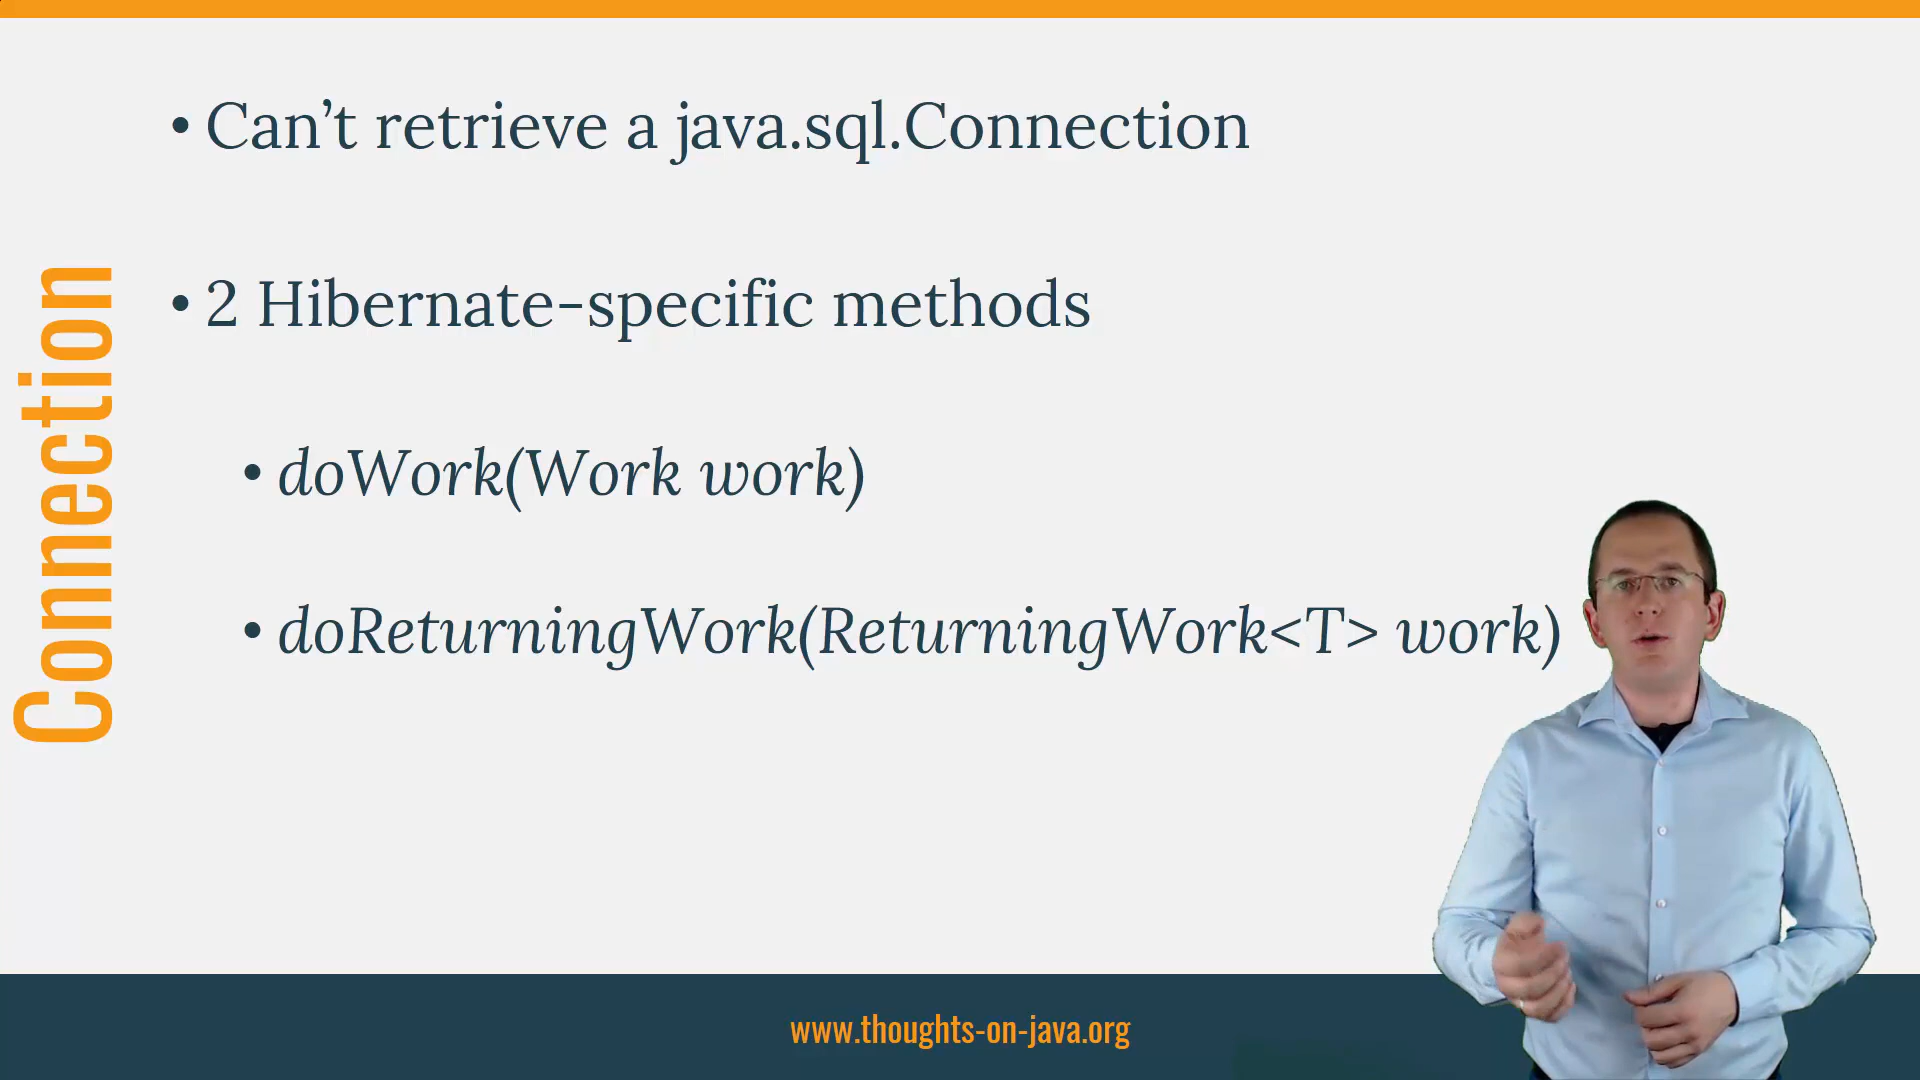 Connection
• Can’t retrieve a java.sql.Connection
• 2 Hibernate-specific methods
• doWork(Work work)
• doReturningWork(ReturningWork<T> work)
www.thoughts-on-java.org